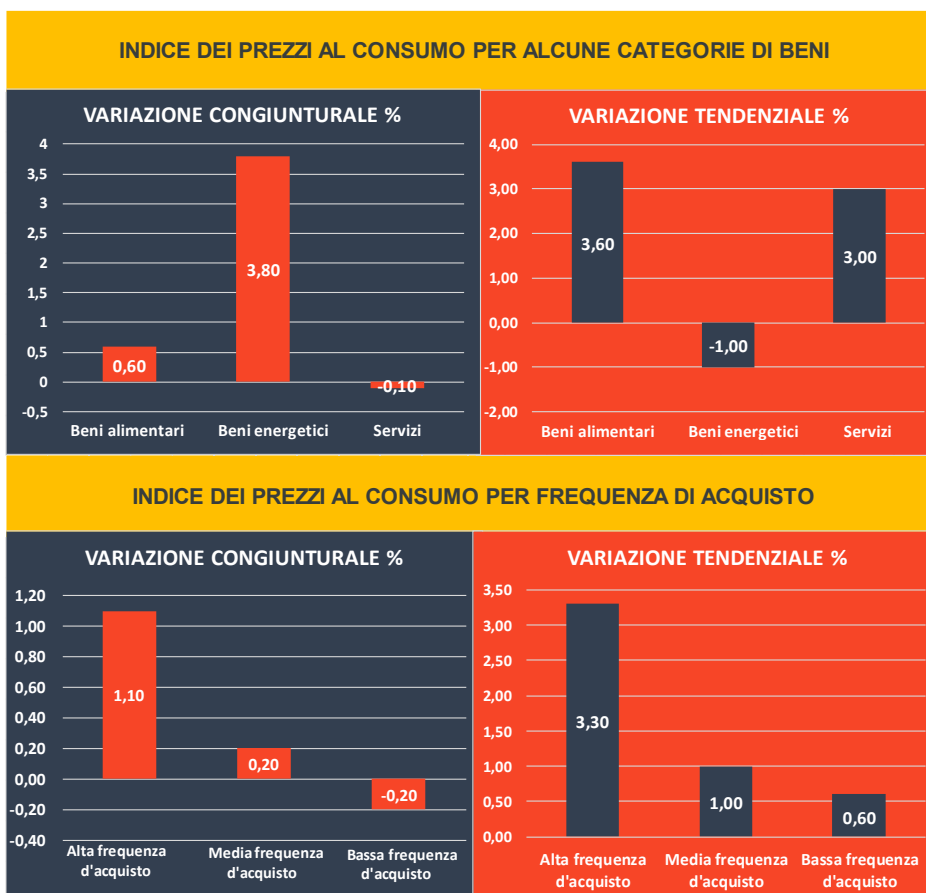 INDICE DEI PREZZI AL CONSUMO PER ALCUNE CATEGORIE DI BENI
VARIAZIONE CONGIUNTURALE %
4
3,5
3
2,5
2
1,5
1
0,5
0
-0,5
0,60
3,80
-0,10
Beni alimentari
Beni energetici
Servizi
VARIAZIONE TENDENZIALE %
4,00
3,00
2,00
1,00
0,00
-1,00
-2,00
3,60
-1,00
3,00
Beni alimentari
Beni energetici
Servizi
INDICE DEI PREZZI AL CONSUMO PER FREQUENZA DI ACQUISTO
VARIAZIONE CONGIUNTURALE %
1,20
1,00
0,80
0,60
0,40
0,20
0,00
-0,20
-0,40
1,10
0,20
-0,20
Alta frequenza
d'acquisto
Media frequenza
d'acquisto
Bassa frequenza
d'acquisto
VARIAZIONE TENDENZIALE %
3,50
3,00
2,50
2,00
1,50
1,00
0,50
0,00
3,30
1,00
0,60
Alta frequenza
d'acquisto
Media frequenza
d'acquisto
Bassa frequenza
d'acquisto